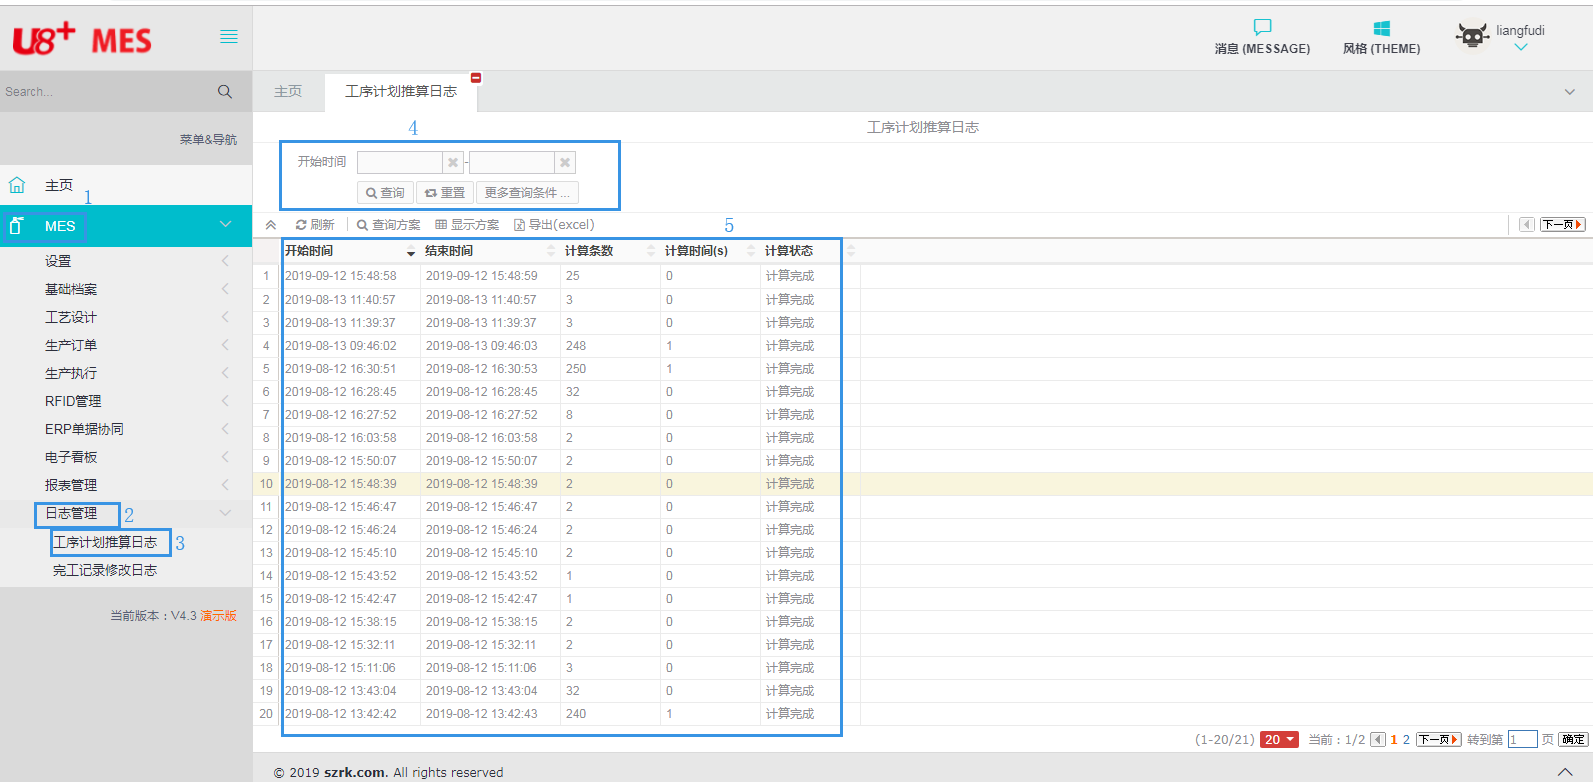 U8+ MES
消息 (MESSAGE)
风格 (THEME)
liangfudi
Search...
主页
工序计划推算日志
菜单&导航
4
工序计划推算日志
开始时间
-
查询
重置
更多查询条件 ...
主页
1
MES
设置
基础档案
工艺设计
生产订单
生产执行
RFID管理
ERP单据协同
电子看板
报表管理
日志管理
2
工序计划推算日志
3
完工记录修改日志
当前版本：V4.3 演示版
刷新
查询方案
显示方案
导出(excel)
5
下一页
开始时间 结束时间 计算条数 计算时间(s) 计算状态
1 2019-09-12 15:48:58 2019-09-12 15:48:59 25 0 计算完成
2 2019-08-13 11:40:57 2019-08-13 11:40:57 3 0 计算完成
3 2019-08-13 11:39:37 2019-08-13 11:39:37 3 0 计算完成
4 2019-08-13 09:46:02 2019-08-13 09:46:03 248 1 计算完成
5 2019-08-12 16:30:51 2019-08-12 16:30:53 250 1 计算完成
6 2019-08-12 16:28:45 2019-08-12 16:28:45 32 0 计算完成
7 2019-08-12 16:27:52 2019-08-12 16:27:52 8 0 计算完成
8 2019-08-12 16:03:58 2019-08-12 16:03:58 2 0 计算完成
9 2019-08-12 15:50:07 2019-08-12 15:50:07 2 0 计算完成
10 2019-08-12 15:48:39 2019-08-12 15:48:39 2 0 计算完成
11 2019-08-12 15:46:47 2019-08-12 15:46:47 2 0 计算完成
12 2019-08-12 15:46:24 2019-08-12 15:46:24 2 0 计算完成
13 2019-08-12 15:45:10 2019-08-12 15:45:10 2 0 计算完成
14 2019-08-12 15:43:52 2019-08-12 15:43:52 1 0 计算完成
15 2019-08-12 15:42:47 2019-08-12 15:42:47 1 0 计算完成
16 2019-08-12 15:38:15 2019-08-12 15:38:15 2 0 计算完成
17 2019-08-12 15:32:11 2019-08-12 15:32:11 2 0 计算完成
18 2019-08-12 15:11:06 2019-08-12 15:11:06 3 0 计算完成
19 2019-08-12 13:43:04 2019-08-12 13:43:04 32 0 计算完成
20 2019-08-12 13:42:42 2019-08-12 13:42:43 240 1 计算完成
(1-20/21) 20 当前：1/2 1 2 下一页 转到第 1 页 确定
© 2019 szrk.com. All rights reserved